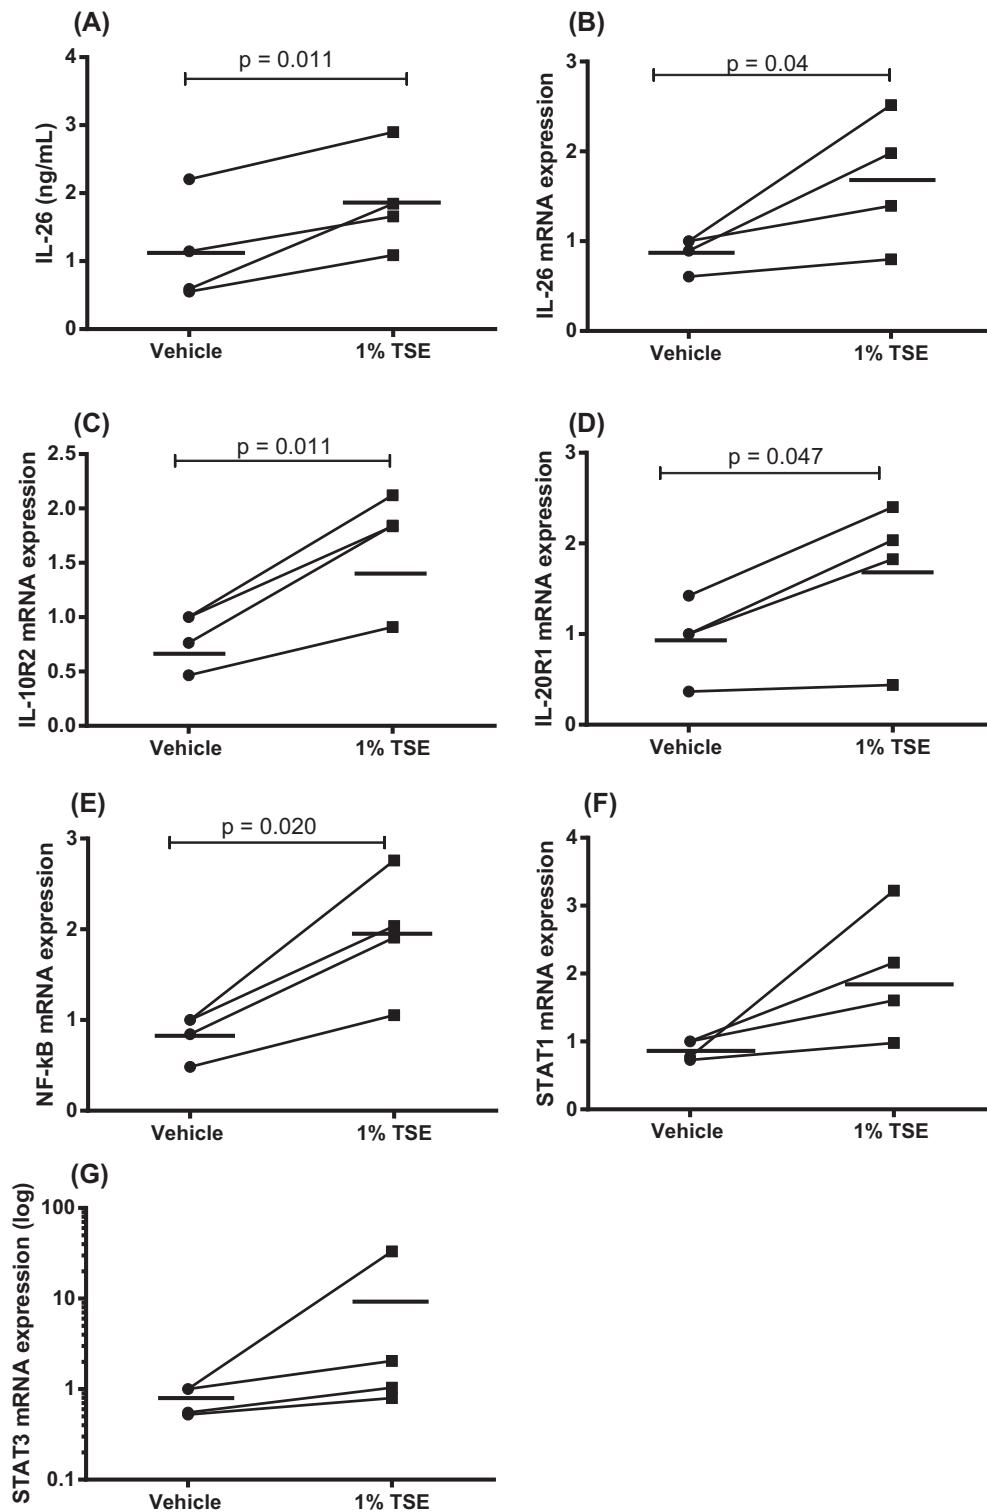 (A)
p = 0.011
IL-26 (ng/mL)
4
3
2
1
0
Vehicle
1% TSE
(B)
p = 0.04
IL-26 mRNA expression
3
2
1
0
Vehicle
1% TSE
(C)
p = 0.011
IL-10R2 mRNA expression
2.5
2.0
1.5
1.0
0.5
0.0
Vehicle
1% TSE
(D)
p = 0.047
IL-20R1 mRNA expression
3
2
1
0
Vehicle
1% TSE
(E)
p = 0.020
NF-kB mRNA expression
3
2
1
0
Vehicle
1% TSE
(F)
STAT1 mRNA expression
4
3
2
1
0
Vehicle
1% TSE
(G)
STAT3 mRNA expression (log)
100
10
1
0.1
Vehicle
1% TSE